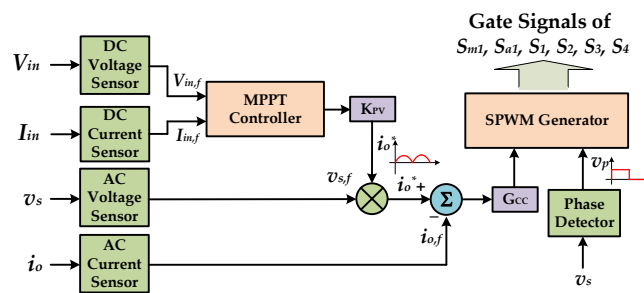 Gate Signals of
Sm1, Sa1, S1, S2, S3, S4
Vin
DC
Voltage
Sensor
Vin,f
MPPT
Controller
KPV
SPWM Generator
Iin
DC
Current
Sensor
Iin,f
io*
vp
vs
AC
Voltage
Sensor
vs,f
io*
+
Σ
−
GCC
Phase
Detector
io
AC
Current
Sensor
io,f
vs